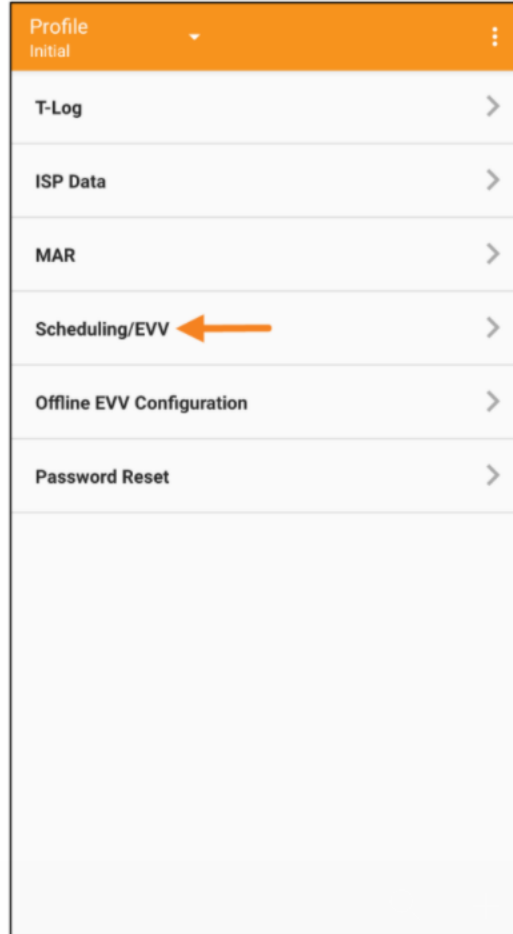 Profile
Initial
T-Log
ISP Data
MAR
Scheduling/EVV
Offline EVV Configuration
Password Reset